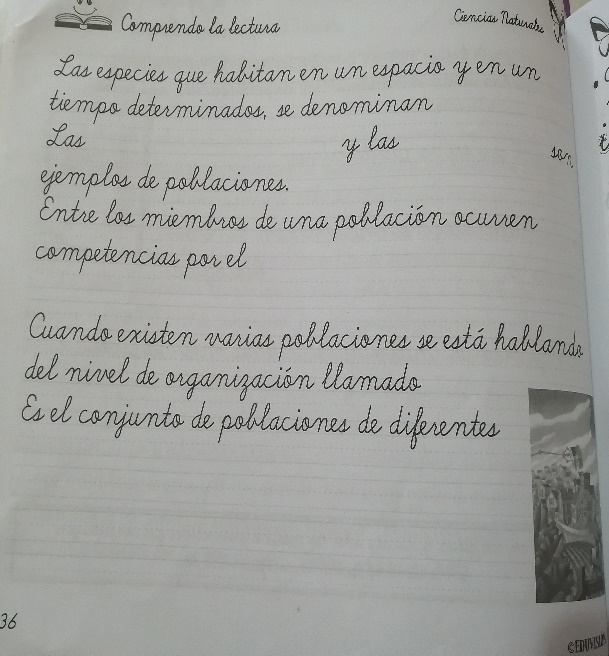 Comprendo la lectura
Ciencias Naturales
Las especies que habitan en un espacio y en un
tiempo determinados, se denominan
Las y las son
ejemplos de poblaciones.
Entre los miembros de una población ocurren
competencias por el
Cuando existen varias poblaciones se está hablando
del nivel de organización llamado
Es el conjunto de poblaciones de diferentes
36